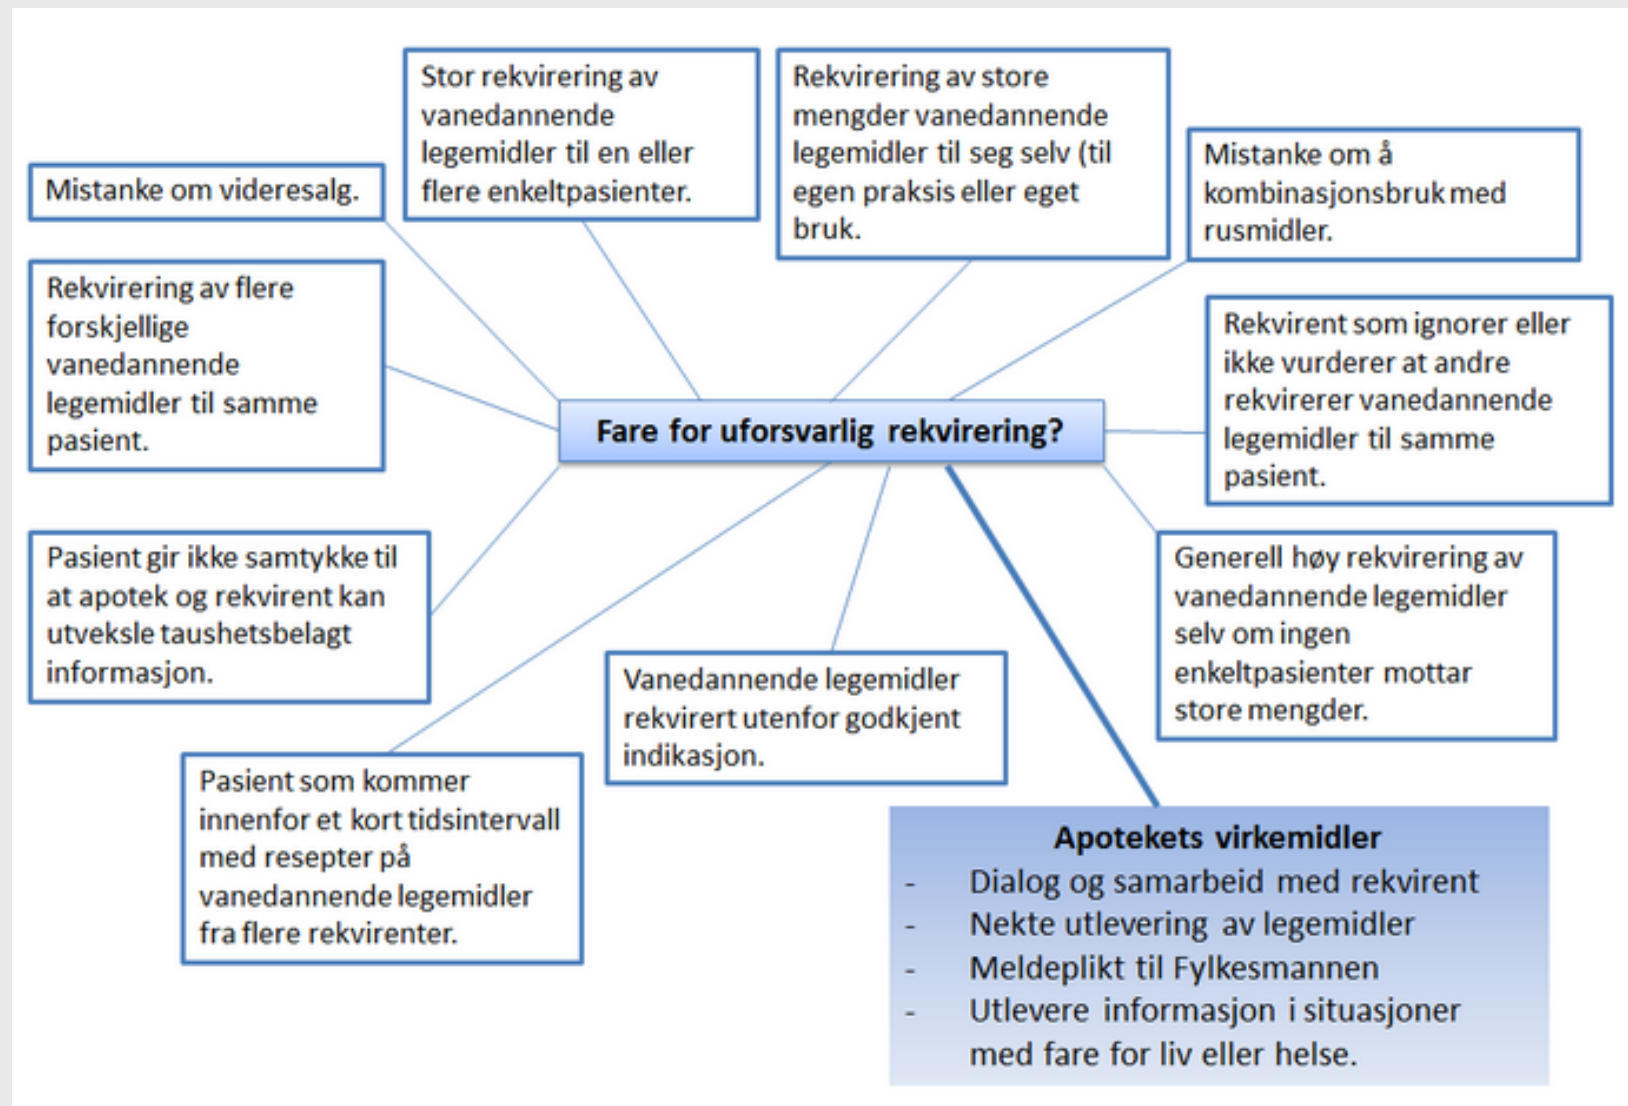 Stor rekvirering av
vanedannende
legemidler til en eller
flere enkeltpasienter.
Rekvirering av store
mengder vanedannende
legemidler til seg selv (til
egen praksis eller eget
bruk.
Mistanke om å
kombinasjonsbruk med
rusmidler.
Mistanke om videresalg.
Rekvirering av flere
forskjellige
vanedannende
legemidler til samme
pasient.
Rekvirent som ignorer eller
ikke vurderer at andre
rekvirerer vanedannende
legemidler til samme
pasient.
Fare for uforsvarlig rekvirering?
Pasient gir ikke samtykke til
at apotek og rekvirent kan
utveksle taushetsbelagt
informasjon.
Generell høy rekvirering av
vanedannende legemidler
selv om ingen
enkeltpasienter mottar
store mengder.
Vanedannende legemidler
rekvirert utenfor godkjent
indikasjon.
Pasient som kommer
innenfor et kort tidsintervall
med resepter på
vanedannende legemidler
fra flere rekvirenter.
Apotekets virkemidler
- Dialog og samarbeid med rekvirent
- Nekte utlevering av legemidler
- Meldeplikt til Fylkesmannen
- Utlevere informasjon i situasjoner
med fare for liv eller helse.